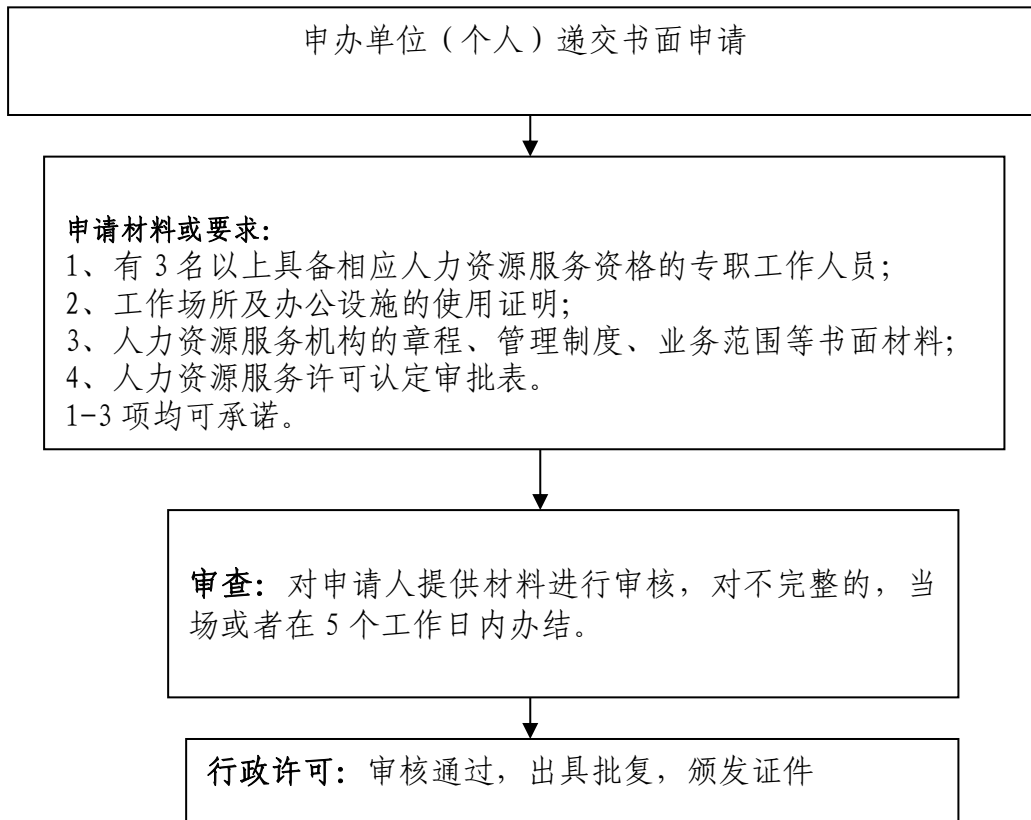 申办单位（个人）递交书面申请
申请材料或要求：
1、有 3 名以上具备相应人力资源服务资格的专职工作人员；
2、工作场所及办公设施的使用证明；
3、人力资源服务机构的章程、管理制度、业务范围等书面材料；
4、人力资源服务许可认定审批表。
1-3 项均可承诺。
审查：对申请人提供材料进行审核，对不完整的，当
场或者在 5 个工作日内办结。
行政许可：审核通过，出具批复，颁发证件